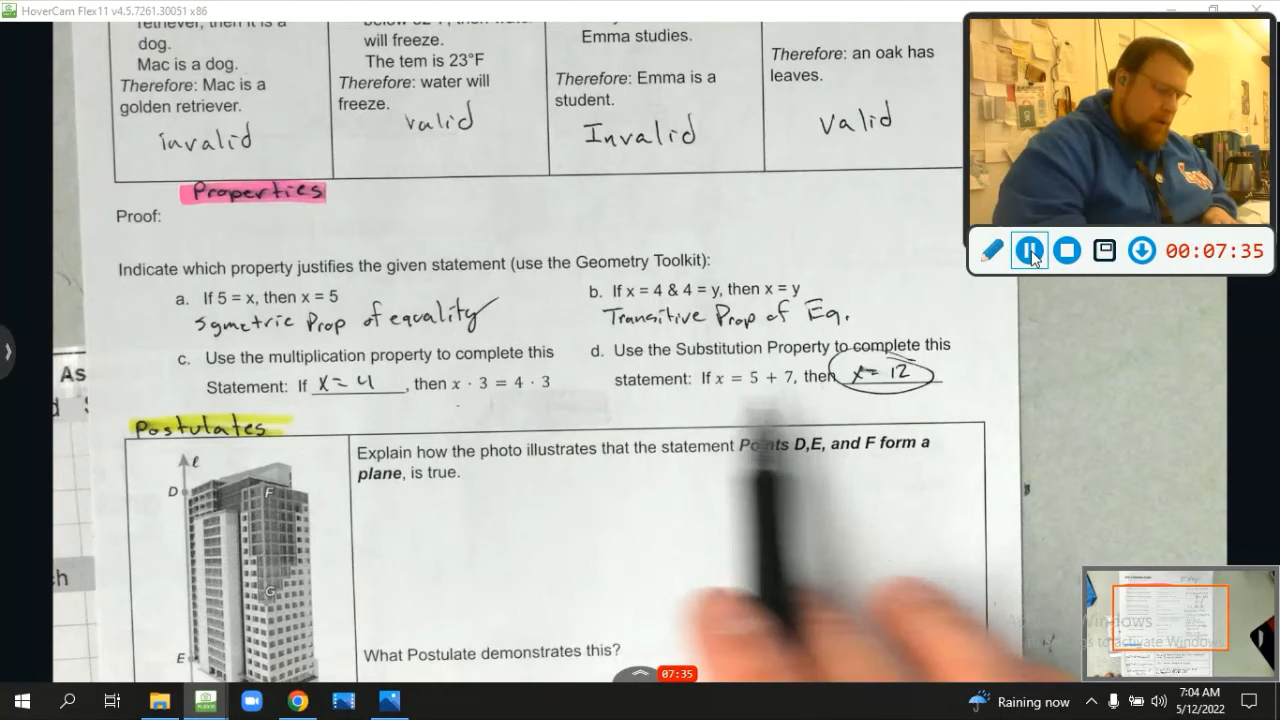 HoverCam Flex11 v4.5.7261.30051 x86
retriever, then it is a
dog.
Mac is a dog.
Therefore: Mac is a
golden retriever.
invalid
will freeze.
The tem is 23°F
Therefore: water will
freeze.
valid
Emma studies.
Therefore: Emma is a
student.
Invalid
Therefore: an oak has
leaves.
valid
00:07:35
Properties
Proof:
Indicate which property justifies the given statement (use the Geometry Toolkit):
a. If 5 = x, then x = 5
Symetric Prop of equality
b. If x = 4 & 4 = y, then x = y
Transitive Prop of Eq.
c. Use the multiplication property to complete this
Statement: If x = 4, then x · 3 = 4 · 3
d. Use the Substitution Property to complete this
statement: If x = 5 + 7, then x = 12
As
Postulates
ℓ
D
F
G
E
Explain how the photo illustrates that the statement Points D,E, and F form a
plane, is true.
What Postulate demonstrates this?
07:35
Raining now
7:04 AM
5/12/2022